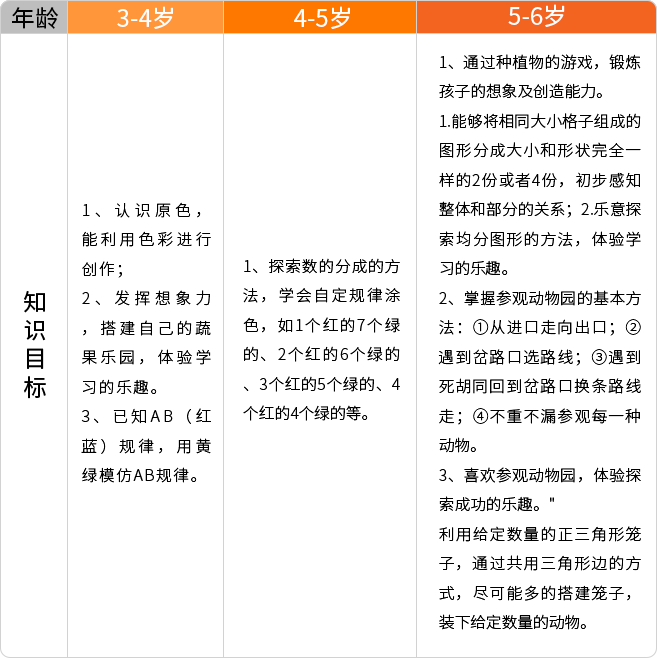 年龄
3-4岁
4-5岁
5-6岁
知识目标
1、认识原色，
能利用色彩进行
创作；
2、发挥想象力
，搭建自己的蔬
果乐园，体验学
习的乐趣。
3、已知AB（红
蓝）规律，用黄
绿模仿AB规律。
1、探索数的分成的方
法，学会自定规律涂
色，如1个红的7个绿
的、2个红的6个绿的
、3个红的5个绿的、4
个红的4个绿的等。
1、通过种植物的游戏，锻炼
孩子的想象及创造能力。
1.能够将相同大小格子组成的
图形分成大小和形状完全一
样的2份或者4份，初步感知
整体和部分的关系；2.乐意探
索均分图形的方法，体验学
习的乐趣。
2、掌握参观动物园的基本方
法：①从进口走向出口；②
遇到岔路口选路线；③遇到
死胡同回到岔路口换条路线
走；④不重不漏参观每一种
动物。
3、喜欢参观动物园，体验探
索成功的乐趣。"
利用给定数量的正三角形笼
子，通过共用三角形边的方
式，尽可能多的搭建笼子，
装下给定数量的动物。